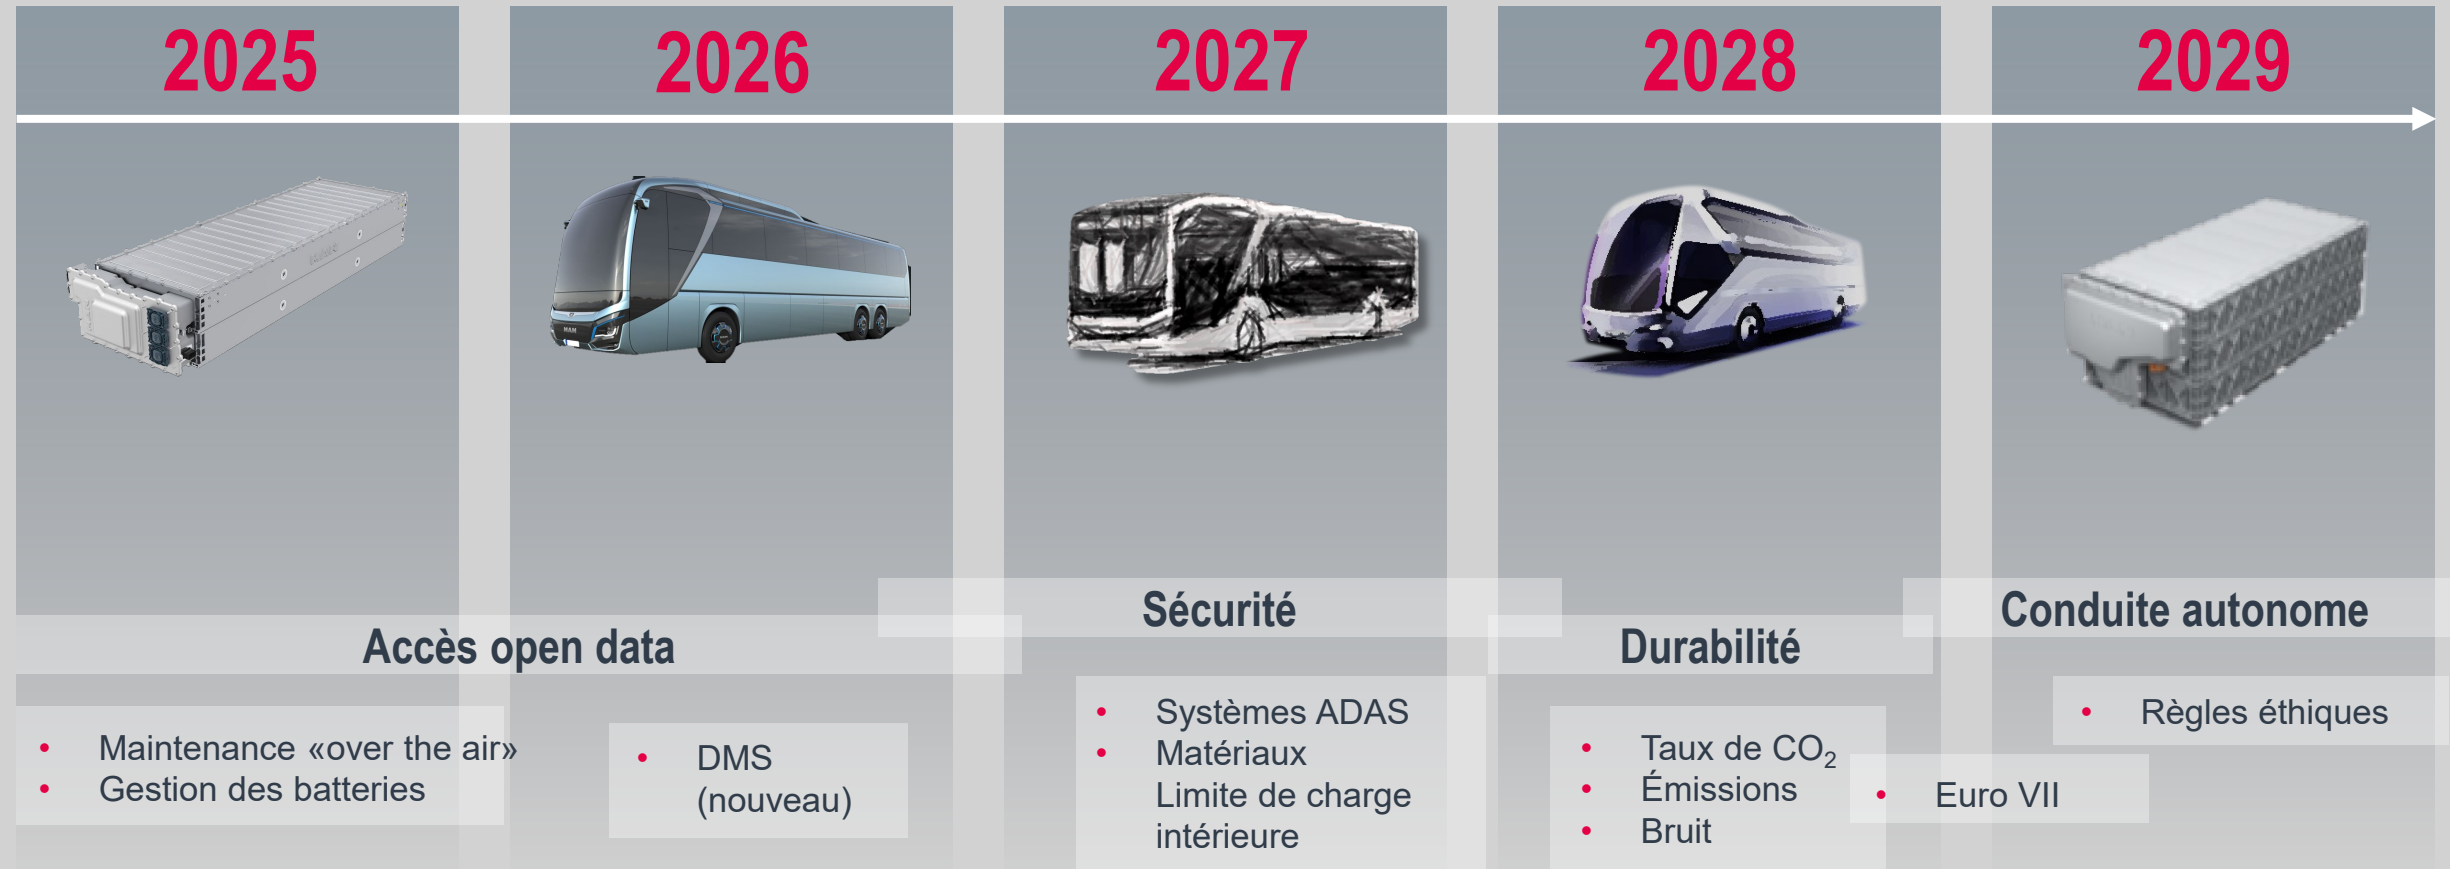 2025
2026
2027
2028
2029
MAN
Accès open data
Sécurité
Durabilité
Conduite autonome
• Maintenance «over the air»
• Gestion des batteries
• DMS
(nouveau)
• Systèmes ADAS
• Matériaux
Limite de charge
intérieure
• Taux de CO₂
• Émissions
• Bruit
• Euro VII
• Règles éthiques